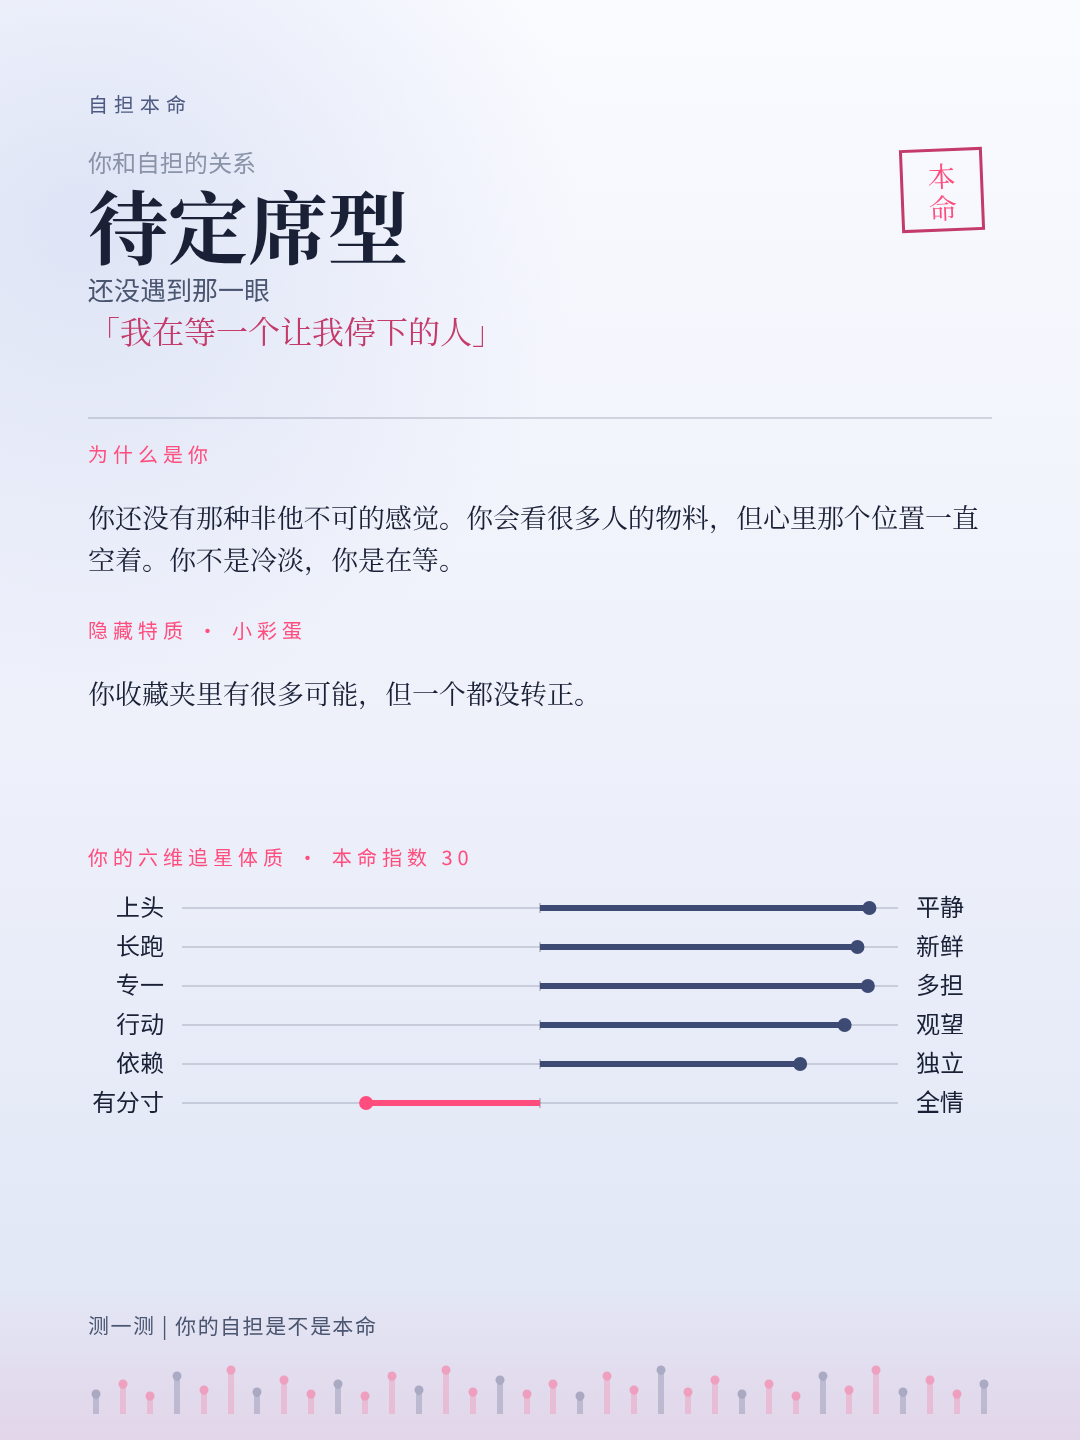 自担本命
你和自担的关系
待定席型
还没遇到那一眼
「我在等一个让我停下的人」
本
命
为什么是你
你还没有那种非他不可的感觉。你会看很多人的物料，但心里那个位置一直
空着。你不是冷淡，你是在等。
隐藏特质 · 小彩蛋
你收藏夹里有很多可能，但一个都没转正。
你的六维追星体质 · 本命指数 30
上头 平静
长跑 新鲜
专一 多担
行动 观望
依赖 独立
有分寸 全情
测一测 | 你的自担是不是本命